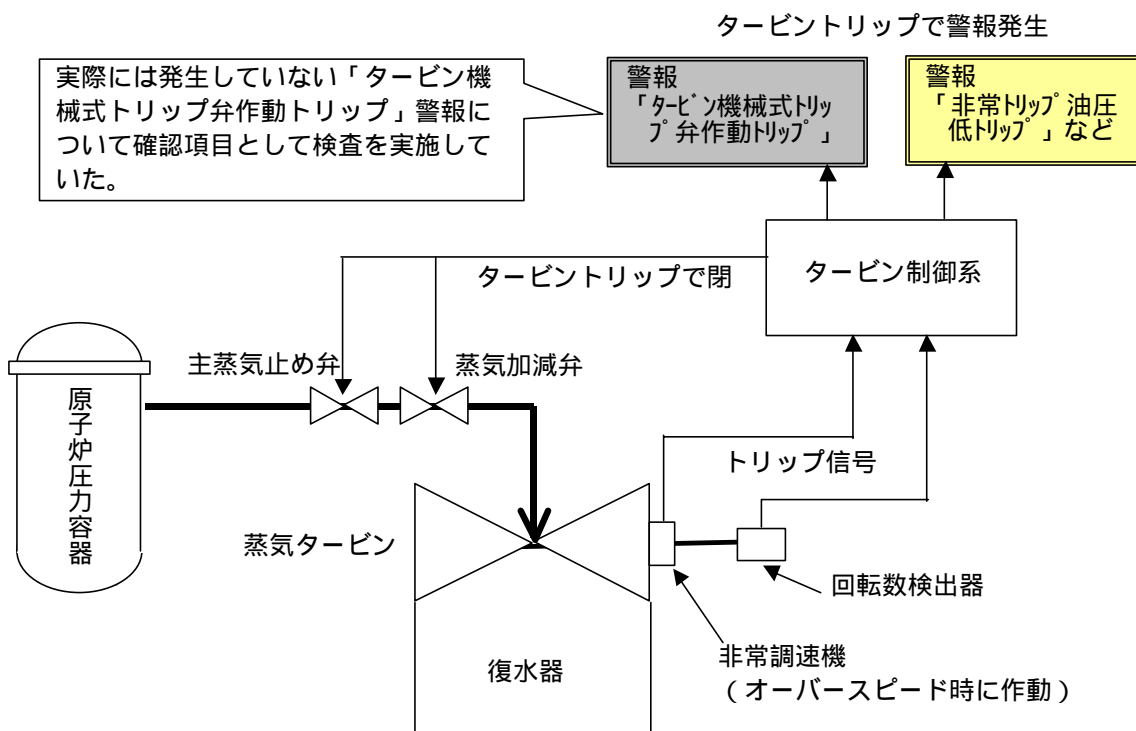 タービントリップで警報発生
実際には発生していない「タービン機
械式トリップ弁作動トリップ」警報に
ついて確認項目として検査を実施して
いた。
警報
「ﾀｰﾋﾞﾝ機械式ﾄﾘｯ
ﾌﾟ弁作動ﾄﾘｯﾌﾟ」
警報
「非常ﾄﾘｯﾌﾟ油圧
低ﾄﾘｯﾌﾟ」など
タービン制御系
タービントリップで閉
主蒸気止め弁
蒸気加減弁
原子炉圧力容器
トリップ信号
蒸気タービン
回転数検出器
非常調速機
（オーバースピード時に作動）
復水器